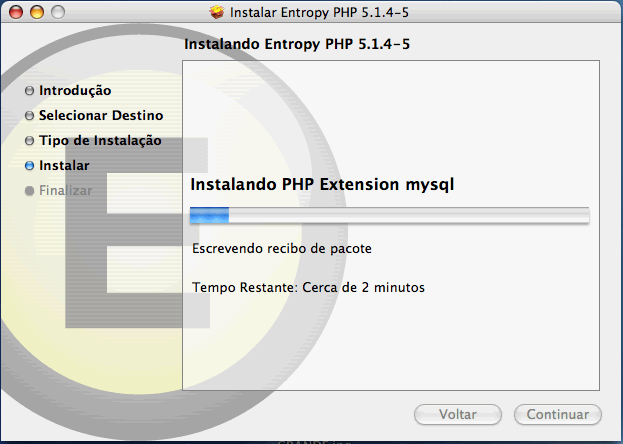 Instalar Entropy PHP 5.1.4-5
Instalando Entropy PHP 5.1.4-5
Introdução
Selecionar Destino
Tipo de Instalação
Instalar
Finalizar
Instalando PHP Extension mysql
Escrevendo recibo de pacote
Tempo Restante: Cerca de 2 minutos
Voltar
Continuar
E